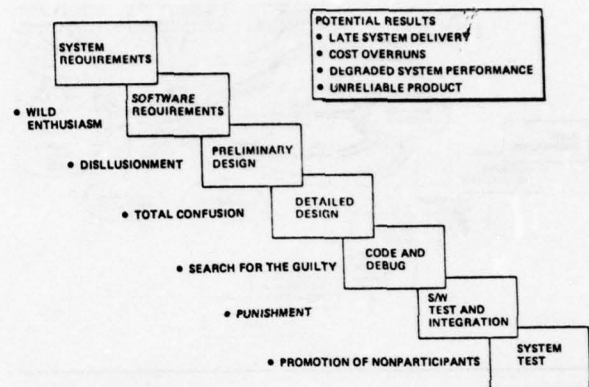 POTENTIAL RESULTS
• LATE SYSTEM DELIVERY
• COST OVERRUNS
• DEGRADED SYSTEM PERFORMANCE
• UNRELIABLE PRODUCT
SYSTEM
REQUIREMENTS
SOFTWARE
REQUIREMENTS
• WILD
ENTHUSIASM
PRELIMINARY
DESIGN
• DISLLUSIONMENT
DETAILED
DESIGN
• TOTAL CONFUSION
CODE AND
DEBUG
• SEARCH FOR THE GUILTY
S/W
TEST AND
INTEGRATION
• PUNISHMENT
SYSTEM
TEST
• PROMOTION OF NONPARTICIPANTS